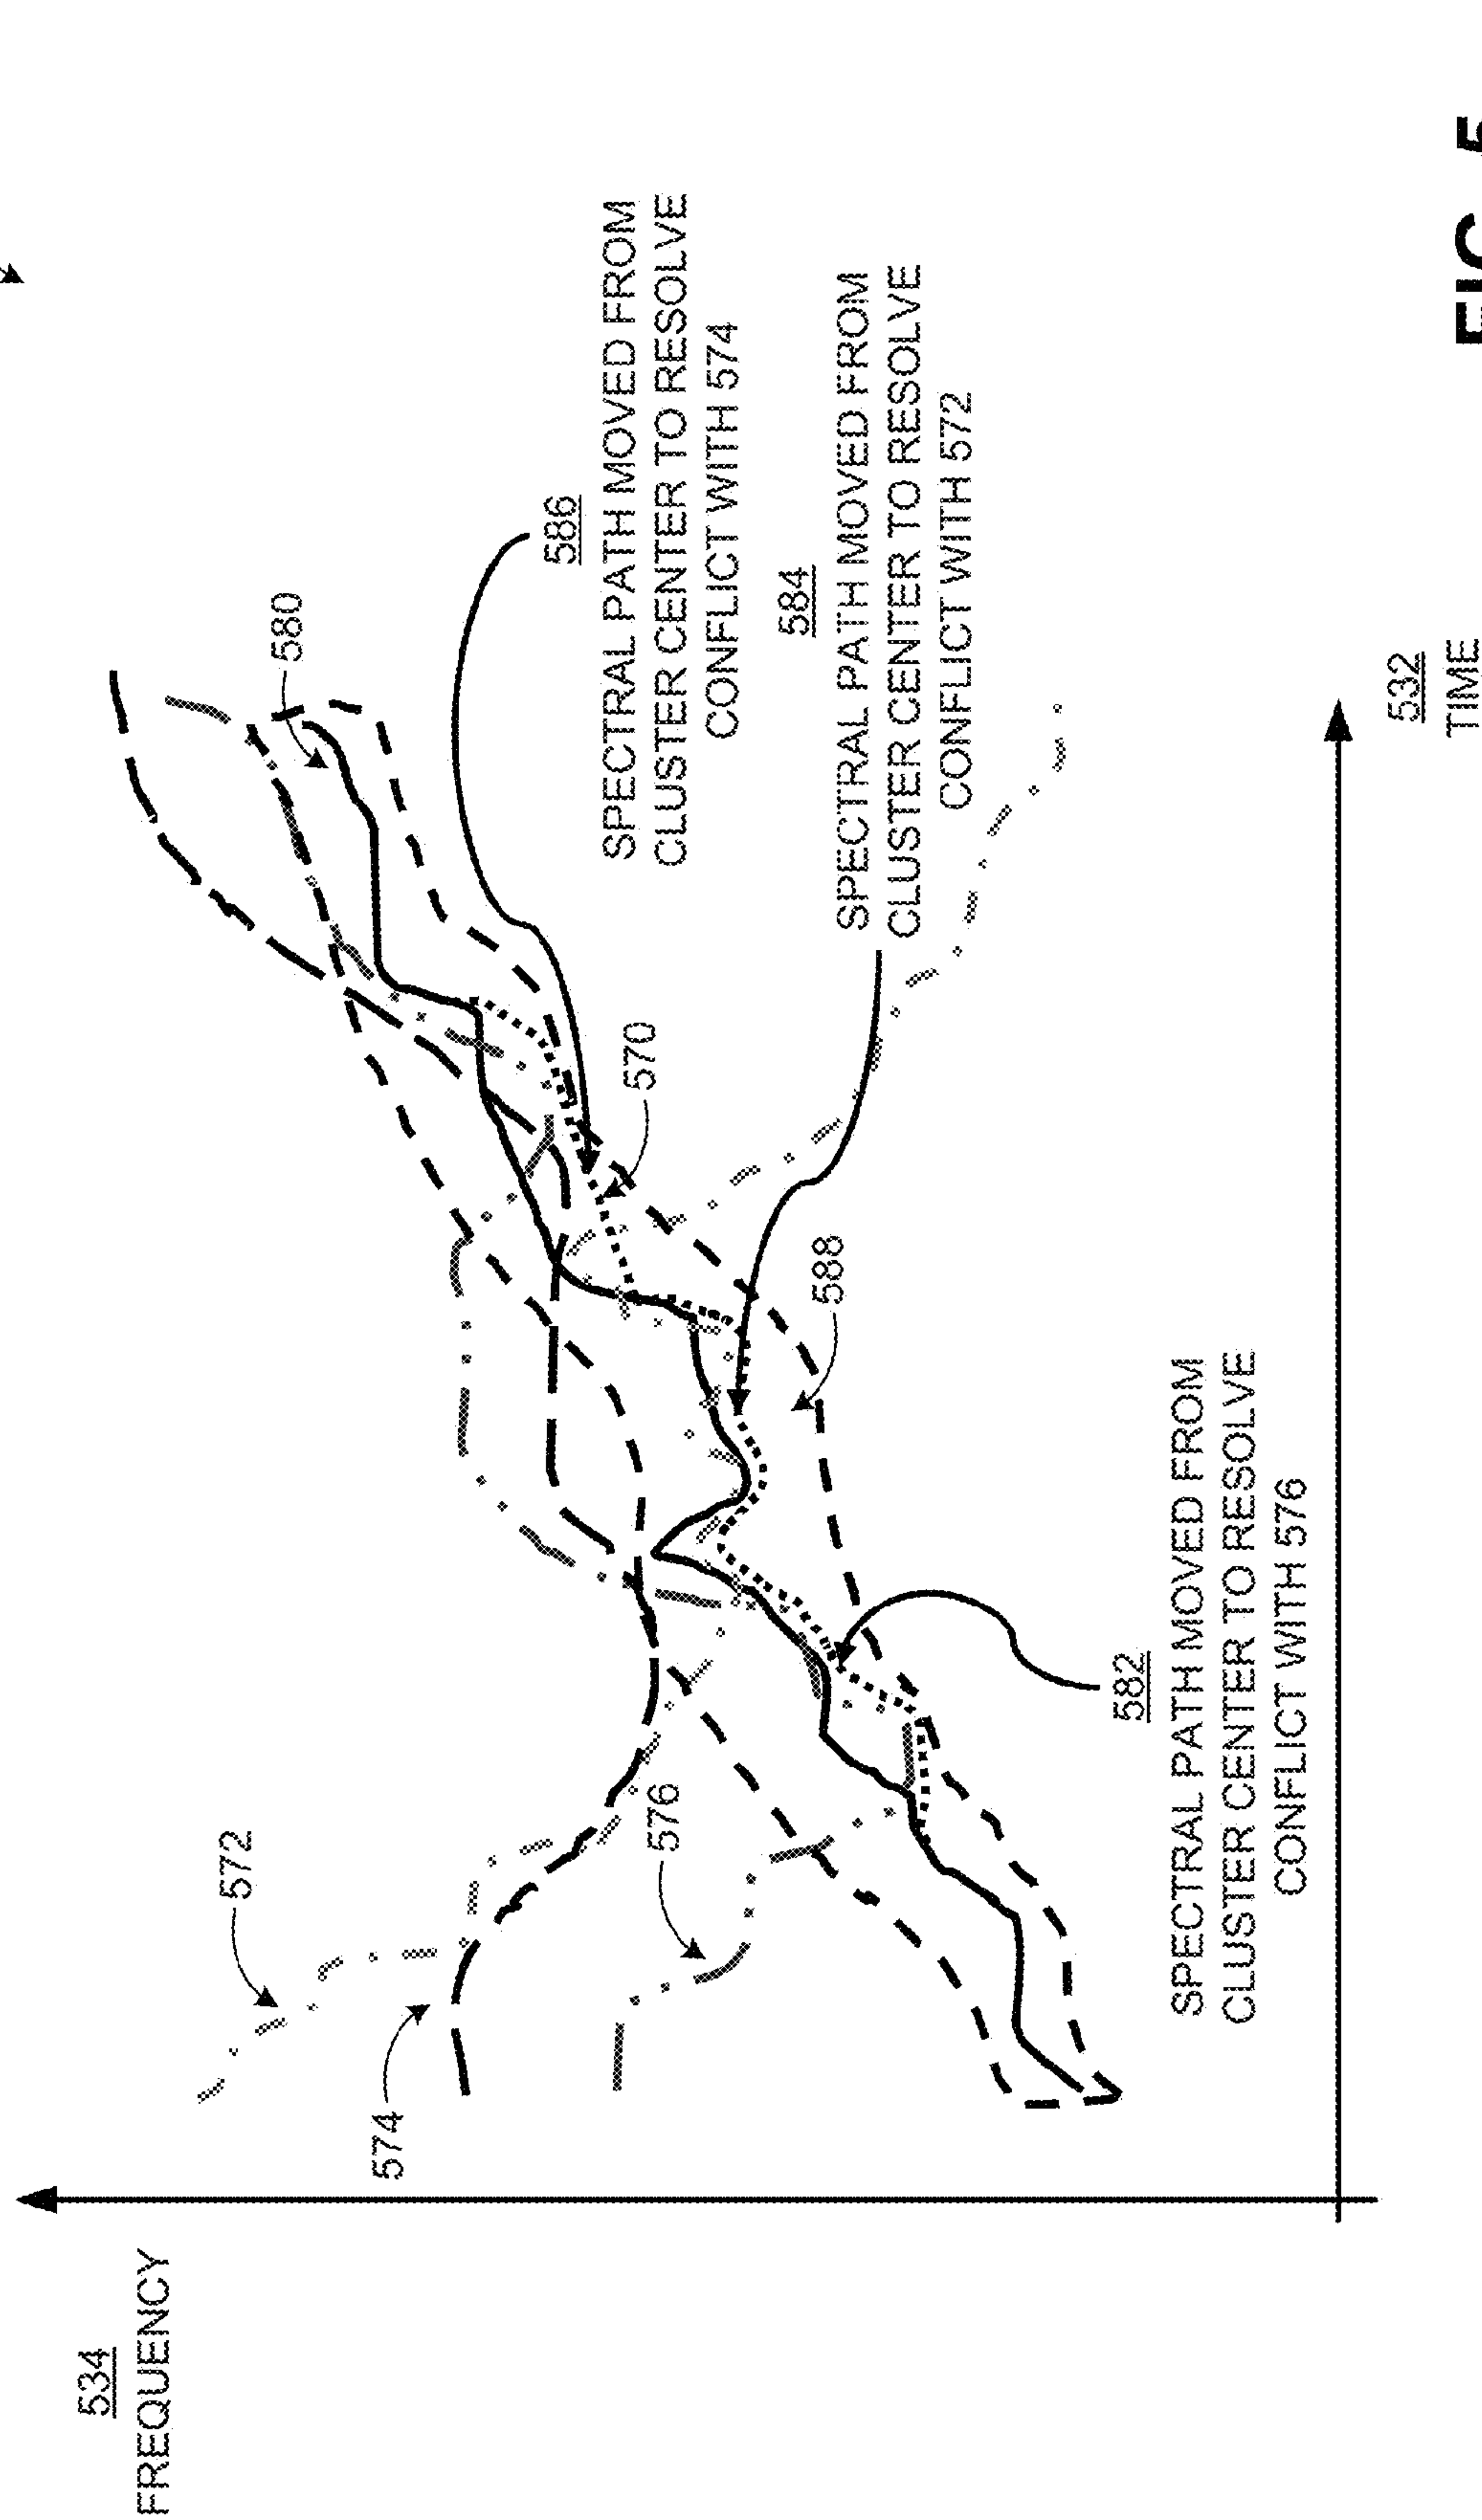 534
FREQUENCY
572
574
576
580
586
SPECTRAL PATH MOVED FROM
CLUSTER CENTER TO RESOLVE
CONFLICT WITH 574
570
584
SPECTRAL PATH MOVED FROM
CLUSTER CENTER TO RESOLVE
CONFLICT WITH 572
588
582
SPECTRAL PATH MOVED FROM
CLUSTER CENTER TO RESOLVE
CONFLICT WITH 576
532
TIME